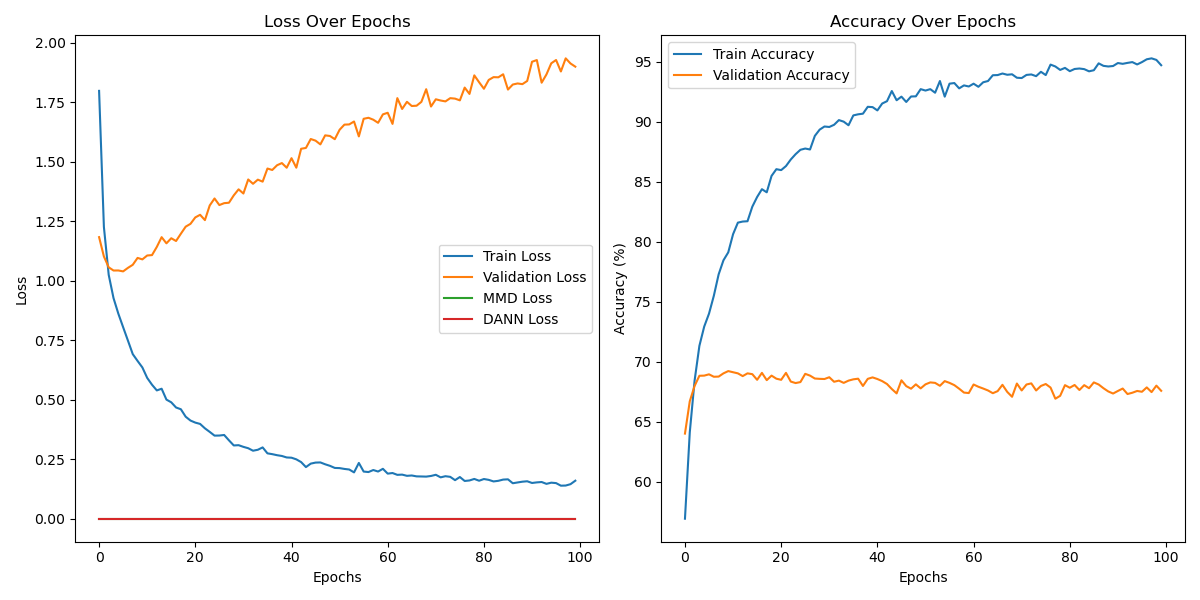 Loss Over Epochs
2.00
1.75
1.50
1.25
1.00
0.75
0.50
0.25
0.00
Loss
Train Loss
Validation Loss
MMD Loss
DANN Loss
0 20 40 60 80 100
Epochs
Accuracy Over Epochs
Train Accuracy
Validation Accuracy
95
90
85
80
75
70
65
60
Accuracy (%)
0 20 40 60 80 100
Epochs